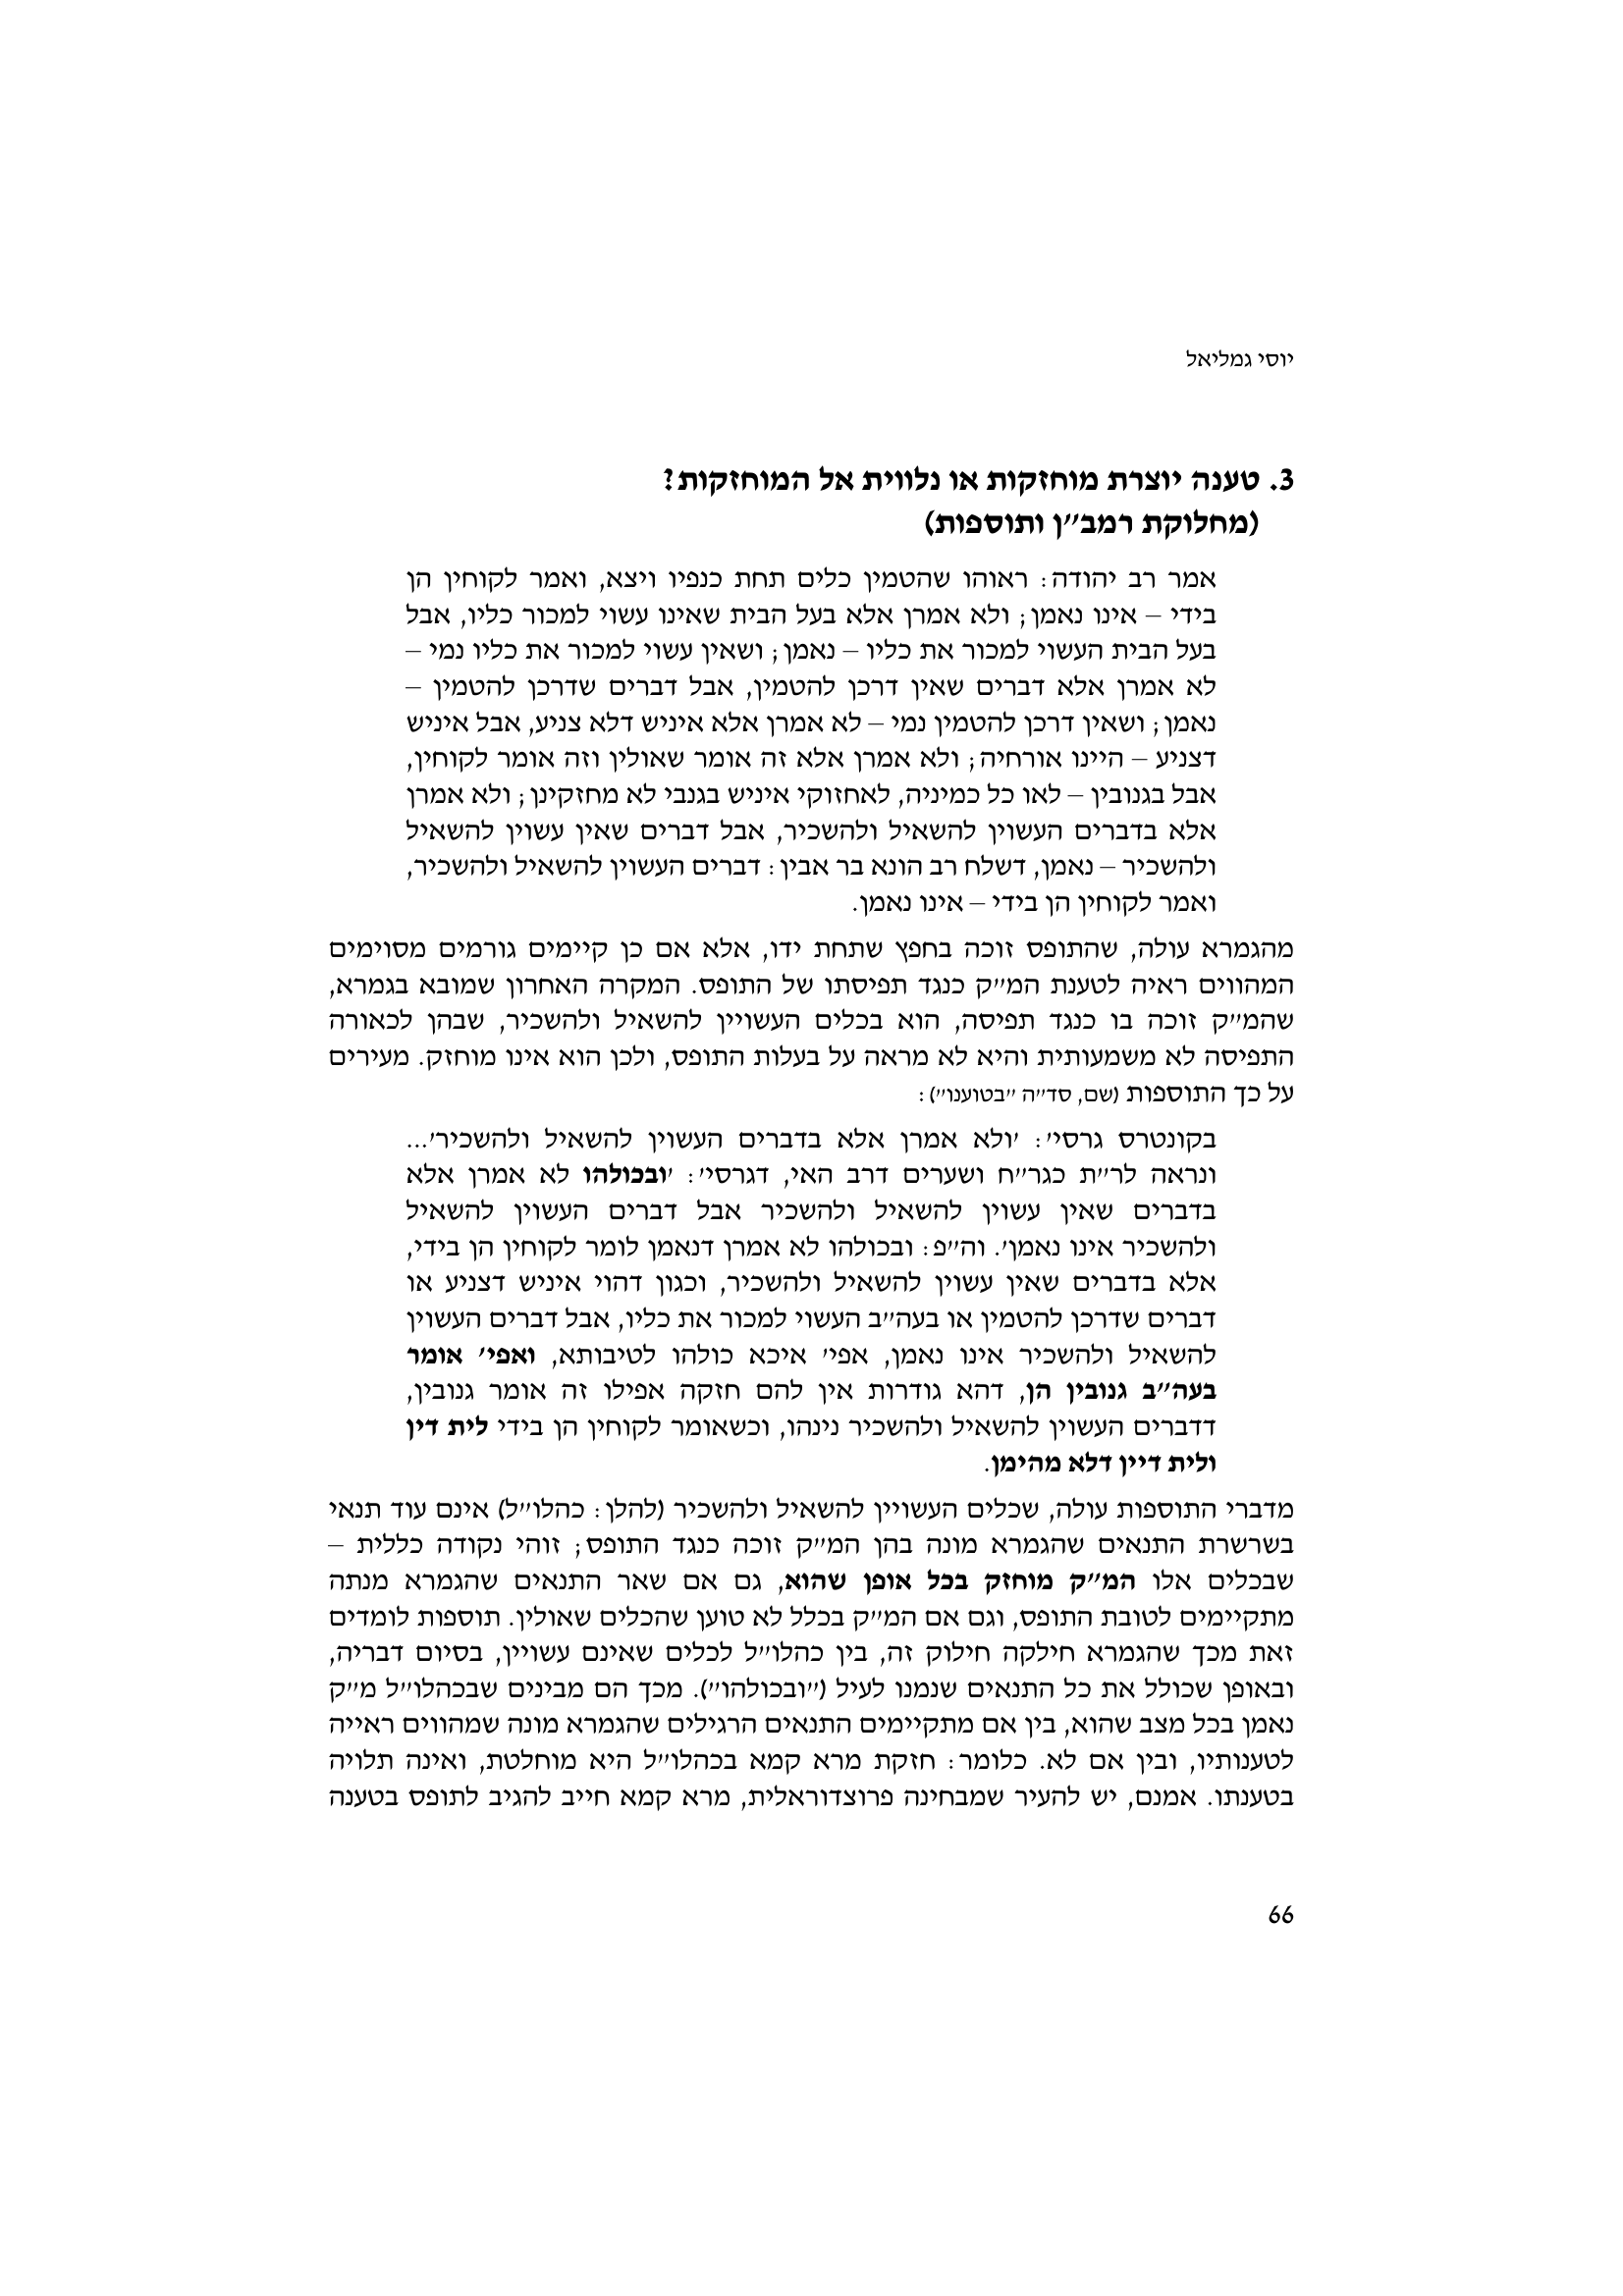 יוסי גמליאל
3. טענה יוצרת מוחזקות או נלווית אל המוחזקות?
(מחלוקת רמב"ן ותוספות)
אמר רב יהודה: ראוהו שהטמין כלים תחת כנפיו ויצא, ואמר לקוחין הן
בידי – אינו נאמן; ולא אמרן אלא בעל הבית שאינו עשוי למכור כליו, אבל
בעל הבית העשוי למכור את כליו – נאמן; ושאין עשוי למכור את כליו נמי –
לא אמרן אלא דברים שאין דרכן להטמין, אבל דברים שדרכן להטמין –
נאמן; ושאין דרכן להטמין נמי – לא אמרן אלא איניש דלא צניע, אבל איניש
דצניע – היינו אורחיה; ולא אמרן אלא זה אומר שאולין וזה אומר לקוחין,
אבל בגנובין – לאו כל כמיניה, לאחזוקי איניש בגנבי לא מחזקינן; ולא אמרן
אלא בדברים העשוין להשאיל ולהשכיר, אבל דברים שאין עשוין להשאיל
ולהשכיר – נאמן, דשלח רב הונא בר אבין: דברים העשוין להשאיל ולהשכיר,
ואמר לקוחין הן בידי – אינו נאמן.
מהגמרא עולה, שהתופס זוכה בחפץ שתחת ידו, אלא אם כן קיימים גורמים מסוימים
המהווים ראיה לטענת המ"ק כנגד תפיסתו של התופס. המקרה האחרון שמובא בגמרא,
שהמ"ק זוכה בו כנגד תפיסה, הוא בכלים העשויין להשאיל ולהשכיר, שבהן לכאורה
התפיסה לא משמעותית והיא לא מראה על בעלות התופס, ולכן הוא אינו מוחזק. מעירים
על כך התוספות (שם, סד"ה "בטוענו"):
בקונטרס גרסי': 'ולא אמרן אלא בדברים העשוין להשאיל ולהשכיר'...
ונראה לר"ת כגר"ח ושערים דרב האי, דגרסי': 'ובכולהו לא אמרן אלא
בדברים שאין עשוין להשאיל ולהשכיר אבל דברים העשוין להשאיל
ולהשכיר אינו נאמן'. וה"פ: ובכולהו לא אמרן דנאמן לומר לקוחין הן בידי,
אלא בדברים שאין עשוין להשאיל ולהשכיר, וכגון דהוי איניש דצניע או
דברים שדרכן להטמין או בעה"ב העשוי למכור את כליו, אבל דברים העשוין
להשאיל ולהשכיר אינו נאמן, אפי' איכא כולהו לטיבותא, ואפי' אומר
בעה"ב גנובין הן, דהא גודרות אין להם חזקה אפילו זה אומר גנובין,
דדברים העשוין להשאיל ולהשכיר נינהו, וכשאומר לקוחין הן בידי לית דין
ולית דיין דלא מהימן.
מדברי התוספות עולה, שכלים העשויין להשאיל ולהשכיר (להלן: כהלו"ל) אינם עוד תנאי
בשרשרת התנאים שהגמרא מונה בהן המ"ק זוכה כנגד התופס; זוהי נקודה כללית –
שבכלים אלו המ"ק מוחזק בכל אופן שהוא, גם אם שאר התנאים שהגמרא מנתה
מתקיימים לטובת התופס, וגם אם המ"ק בכלל לא טוען שהכלים שאולין. תוספות לומדים
זאת מכך שהגמרא חילקה חילוק זה, בין כהלו"ל לכלים שאינם עשויין, בסיום דבריה,
ובאופן שכולל את כל התנאים שנמנו לעיל ("ובכולהו"). מכך הם מבינים שבכהלו"ל מ"ק
נאמן בכל מצב שהוא, בין אם מתקיימים התנאים הרגילים שהגמרא מונה שמהווים ראייה
לטענותיו, ובין אם לא. כלומר: חזקת מרא קמא בכהלו"ל היא מוחלטת, ואינה תלויה
בטענתו. אמנם, יש להעיר שמבחינה פרוצדוראלית, מרא קמא חייב להגיב לתופס בטענה
66